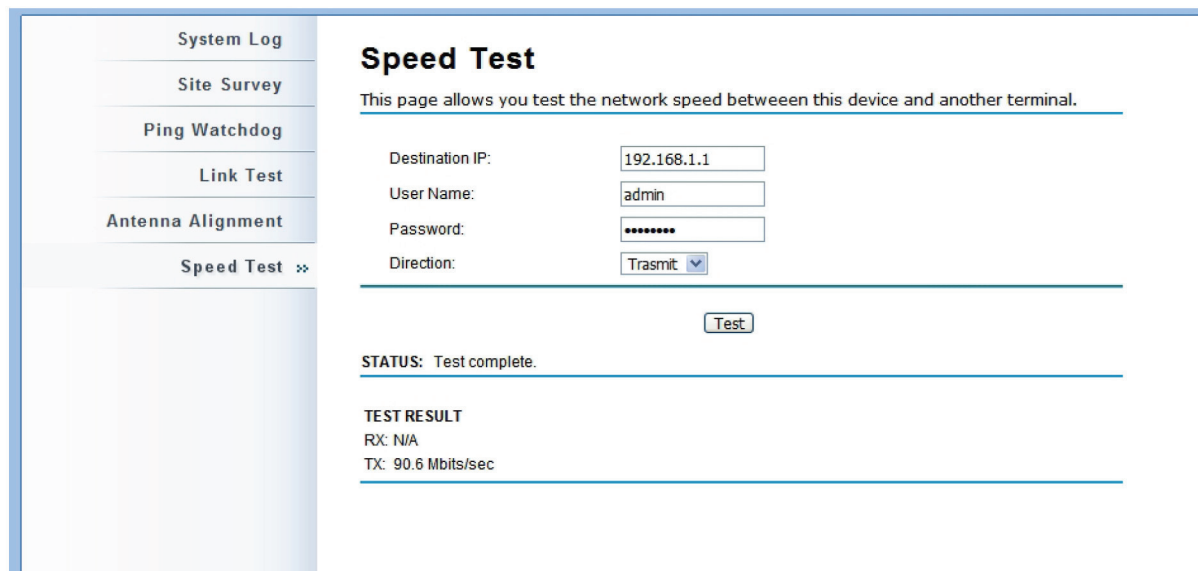 System Log
Site Survey
Ping Watchdog
Link Test
Antenna Alignment
Speed Test »
Speed Test
This page allows you test the network speed betweeen this device and another terminal.
Destination IP: 192.168.1.1
User Name: admin
Password: ••••••••
Direction: Trasmit
Test
STATUS: Test complete.
TEST RESULT
RX: N/A
TX: 90.6 Mbits/sec